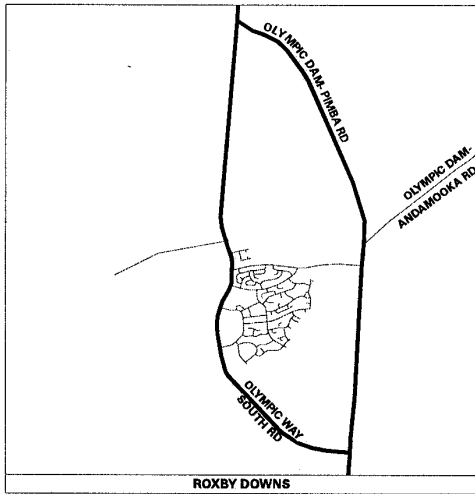 OLYMPIC DAM- PIMBA RD
OLYMPIC DAM-
ANDAMOOKA RD
OLYMPIC WAY
SOUTH RD
ROXBY DOWNS